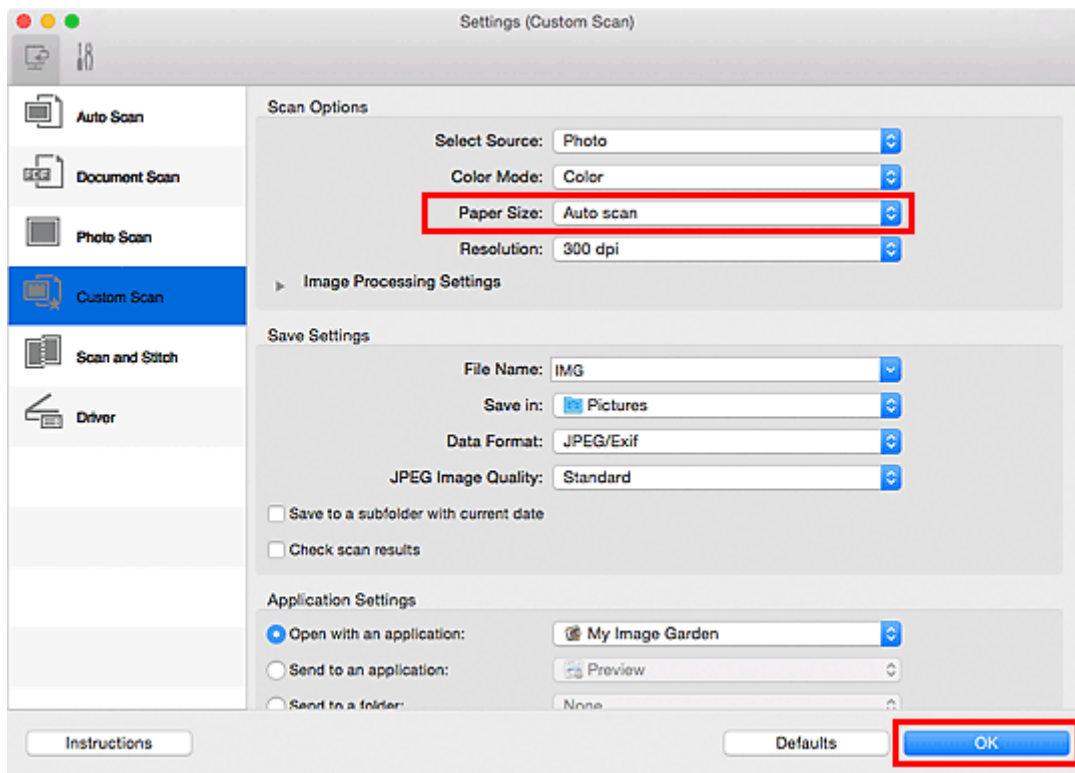 Settings (Custom Scan)
Auto Scan
Document Scan
Photo Scan
Custom Scan
Scan and Stitch
Driver
Scan Options
Select Source: Photo
Color Mode: Color
Paper Size: Auto scan
Resolution: 300 dpi
Image Processing Settings
Save Settings
File Name: IMG
Save in: Pictures
Data Format: JPEG/Exif
JPEG Image Quality: Standard
Save to a subfolder with current date
Check scan results
Application Settings
Open with an application: My Image Garden
Send to an application: Preview
Send to a folder: None
Instructions Defaults OK